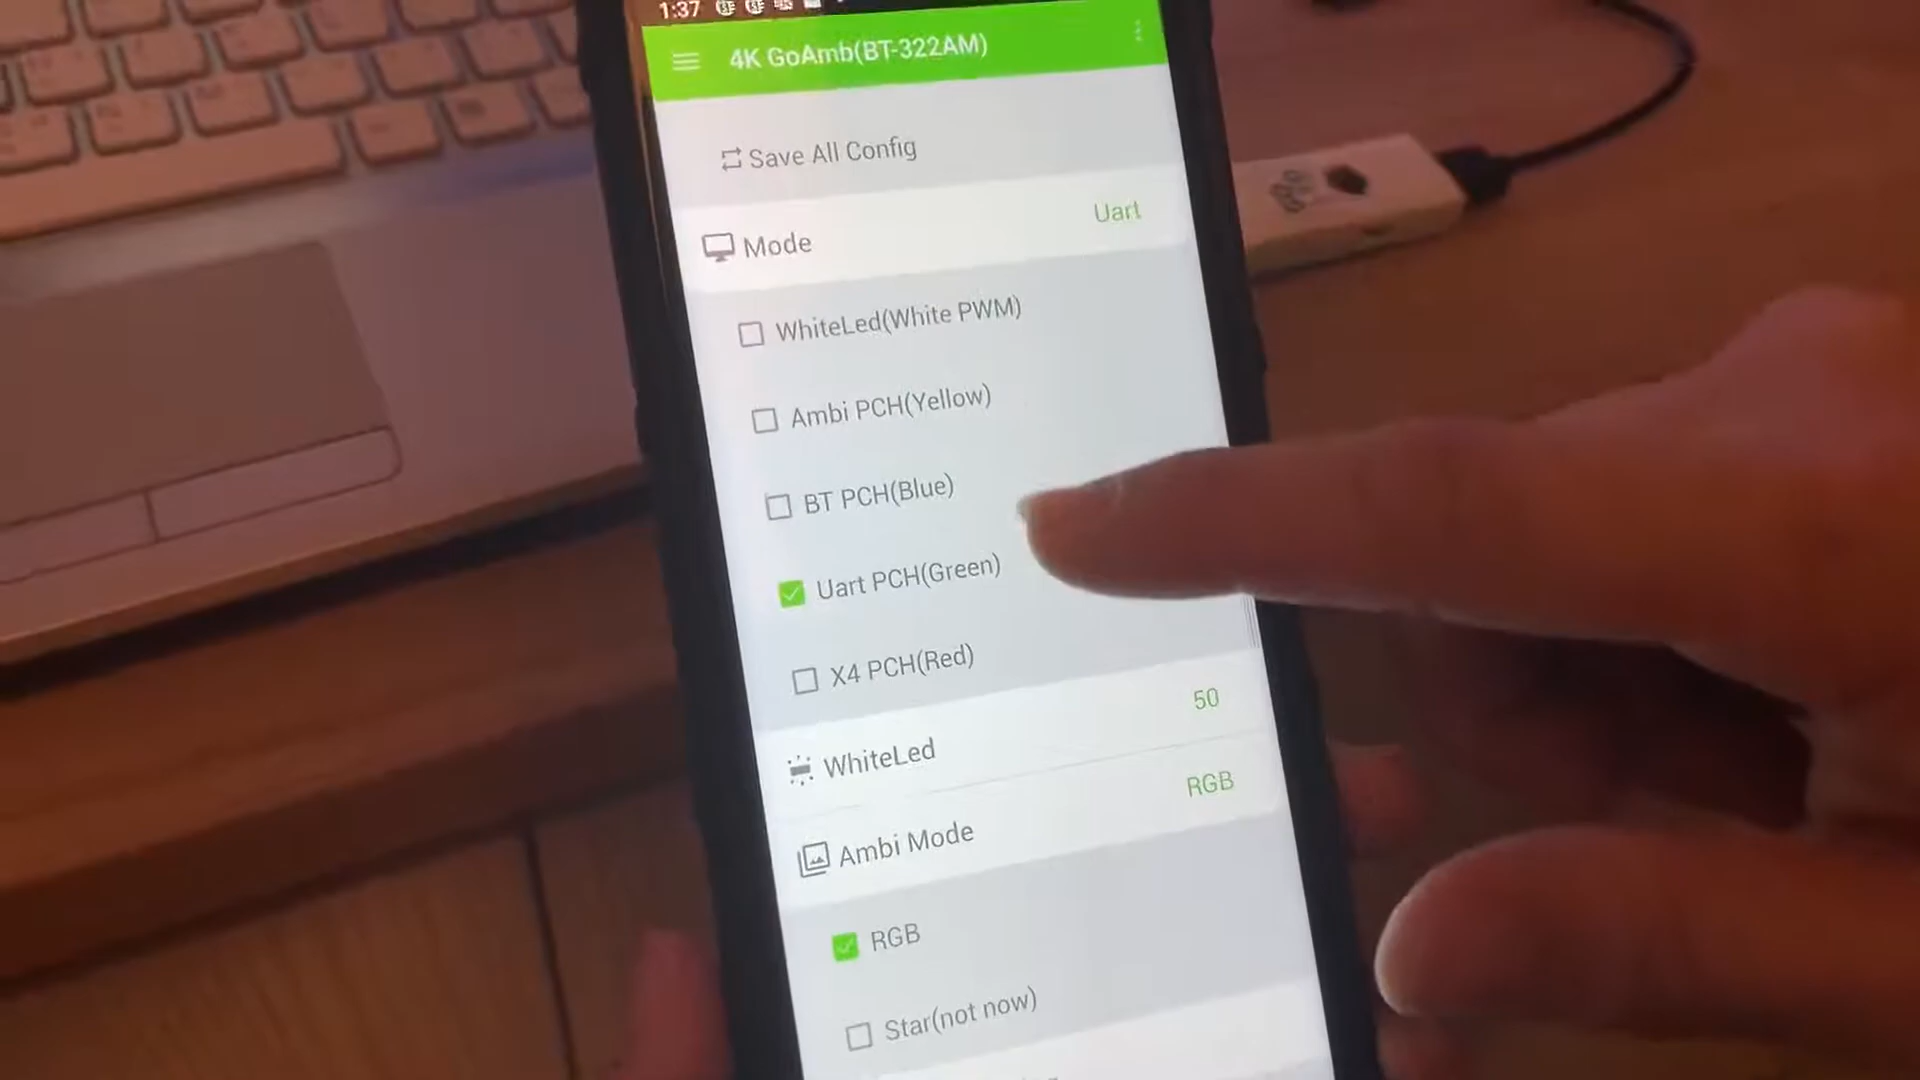 1:37
4K GoAmb(BT-322AM)
Save All Config
Mode
Uart
WhiteLed(White PWM)
Ambi PCH(Yellow)
BT PCH(Blue)
Uart PCH(Green)
X4 PCH(Red)
WhiteLed
50
Ambi Mode
RGB
RGB
Star(not now)